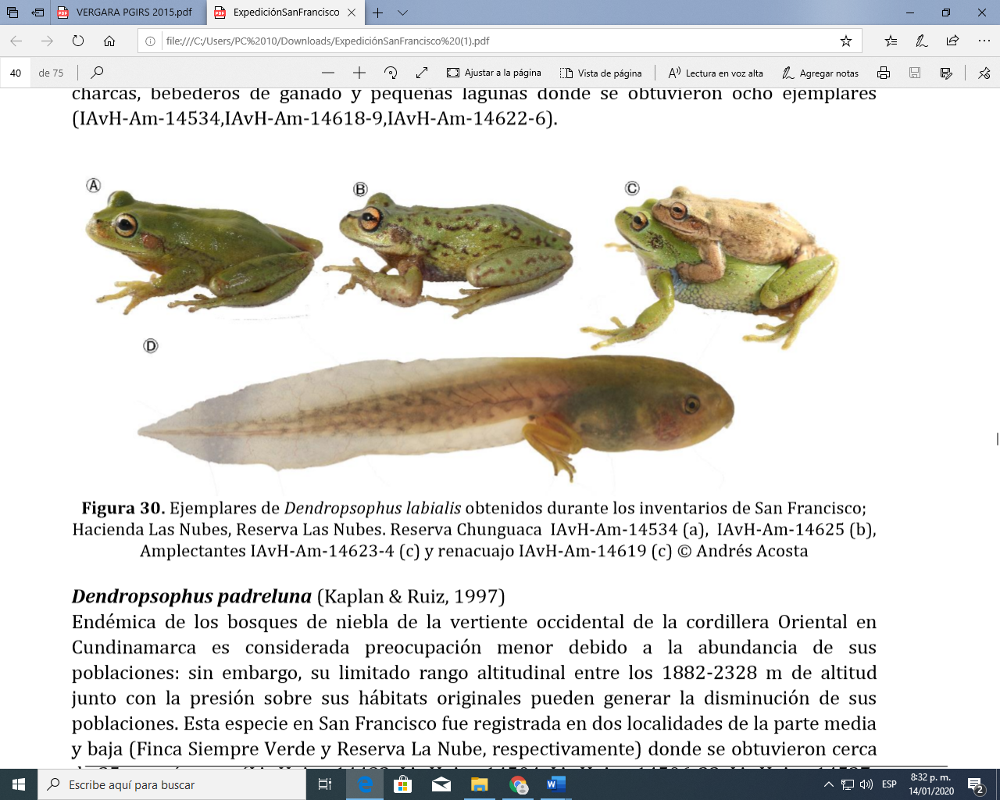 VERGARA PGIRS 2015.pdf
ExpediciónSanFrancisco
file:///C:/Users/PC%2010/Downloads/ExpediciónSanFrancisco%20(1).pdf
40 de 75
Ajustar a la página
Vista de página
Lectura en voz alta
Agregar notas
charcas, bebederos de ganado y pequeñas lagunas donde se obtuvieron ocho ejemplares
(IAvH-Am-14534,IAvH-Am-14618-9,IAvH-Am-14622-6).
A
B
C
D
Figura 30. Ejemplares de Dendropsophus labialis obtenidos durante los inventarios de San Francisco;
Hacienda Las Nubes, Reserva Las Nubes. Reserva Chunguaca IAvH-Am-14534 (a), IAvH-Am-14625 (b),
Amplectantes IAvH-Am-14623-4 (c) y renacuajo IAvH-Am-14619 (c) © Andrés Acosta
Dendropsophus padreluna (Kaplan & Ruiz, 1997)
Endémica de los bosques de niebla de la vertiente occidental de la cordillera Oriental en
Cundinamarca es considerada preocupación menor debido a la abundancia de sus
poblaciones: sin embargo, su limitado rango altitudinal entre los 1882-2328 m de altitud
junto con la presión sobre sus hábitats originales pueden generar la disminución de sus
poblaciones. Esta especie en San Francisco fue registrada en dos localidades de la parte media
y baja (Finca Siempre Verde y Reserva La Nube, respectivamente) donde se obtuvieron cerca
Escribe aquí para buscar
ESP
8:32 p. m.
14/01/2020
2